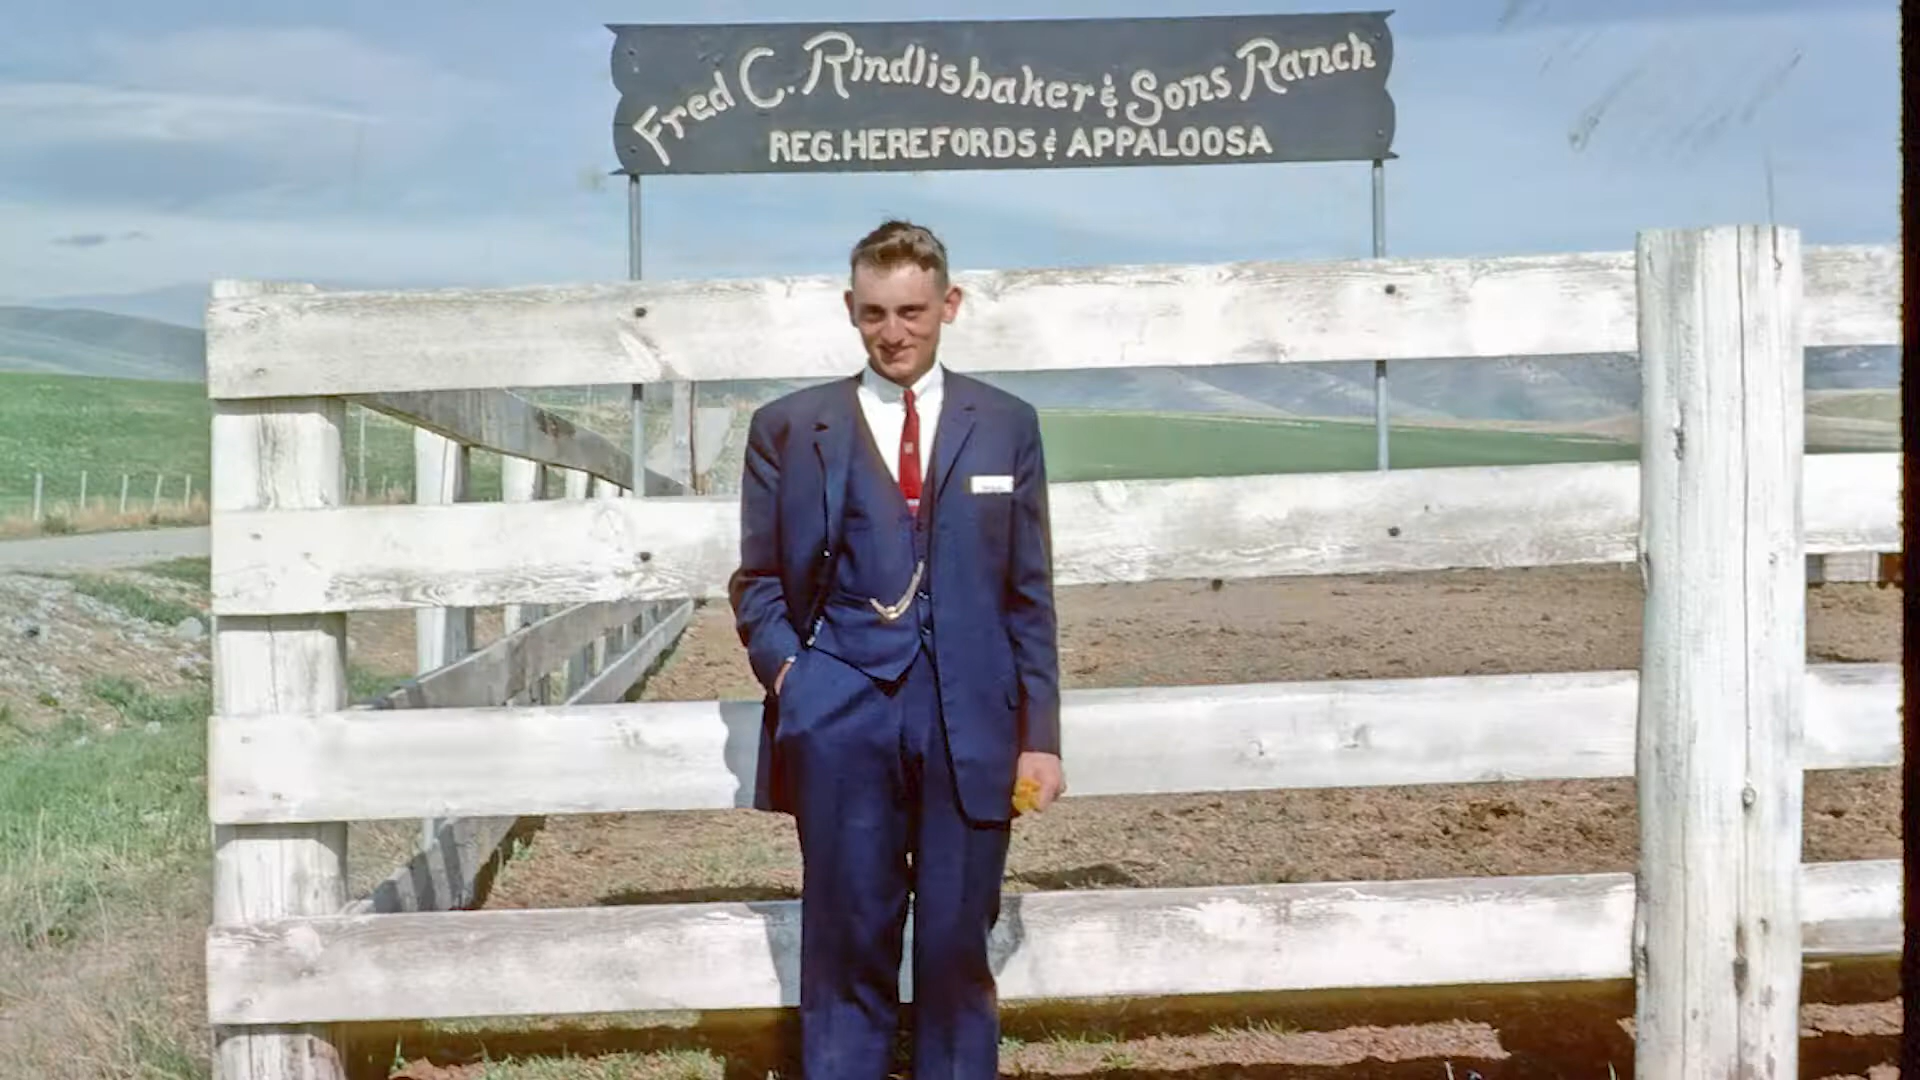 Fred C. Rindlisbaker & Sons Ranch
REG. HEREFORDS & APPALOOSA